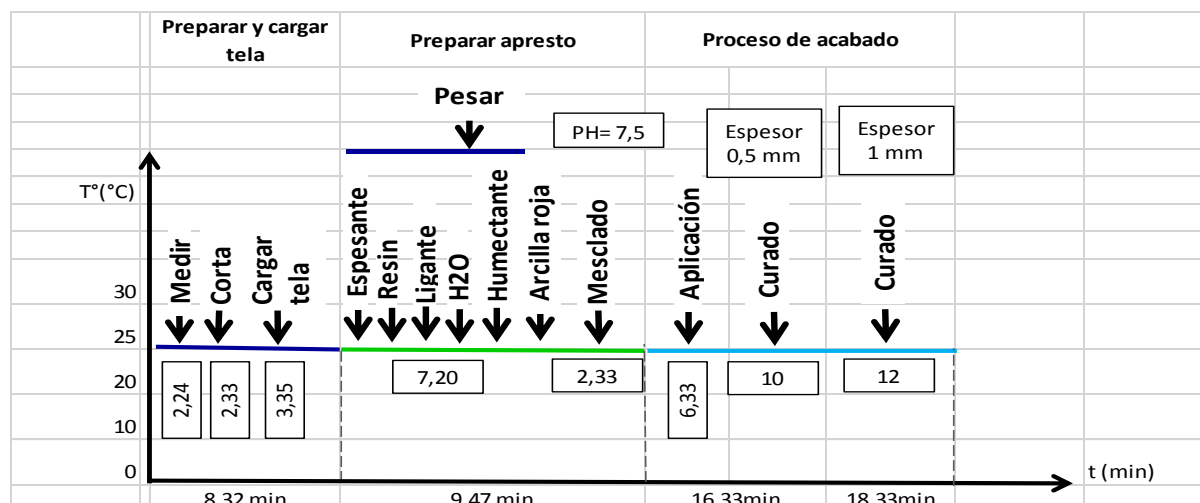 Preparar y cargar
tela
Preparar apresto
Proceso de acabado
Pesar
PH= 7,5
Espesor
0,5 mm
Espesor
1 mm
T°(°C)
Medir
Corta
Cargar
tela
Espesante
Resin
Ligante
H2O
Humectante
Arcilla roja
Mesclado
Aplicación
Curado
Curado
30
25
20
10
0
2,24
2,33
3,35
7,20
2,33
6,33
10
12
t (min)
8,32 min
9,47 min
16,33min
18,33min